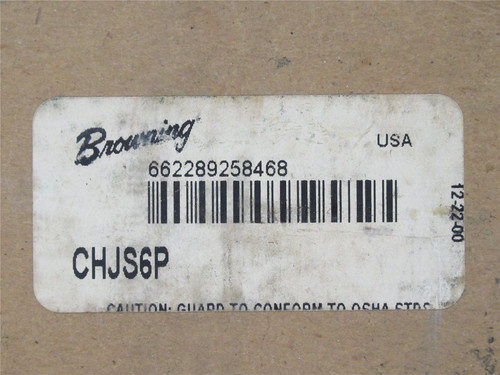 Browning
USA
662289258468
12-22-00
CHJS6P
CAUTION: GUARD TO CONFORM TO OSHA STDS